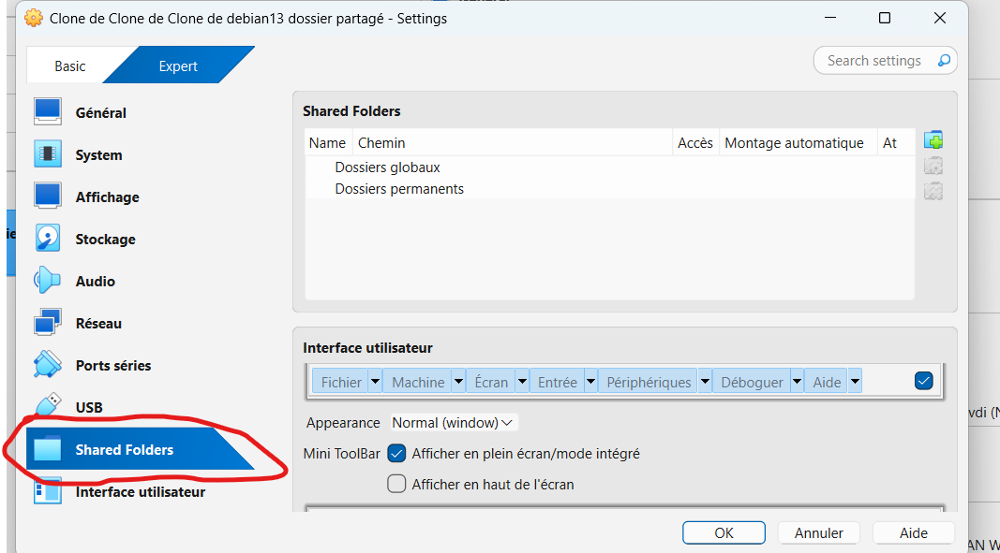 Clone de Clone de Clone de debian13 dossier partagé - Settings
Basic
Expert
Search settings
Général
System
Affichage
Stockage
Audio
Réseau
Ports séries
USB
Shared Folders
Interface utilisateur
Shared Folders
Name Chemin Accès Montage automatique At
Dossiers globaux
Dossiers permanents
Interface utilisateur
Fichier Machine Écran Entrée Périphériques Déboguer Aide
Appearance Normal (window)
Mini ToolBar Afficher en plein écran/mode intégré
Afficher en haut de l'écran
OK Annuler Aide